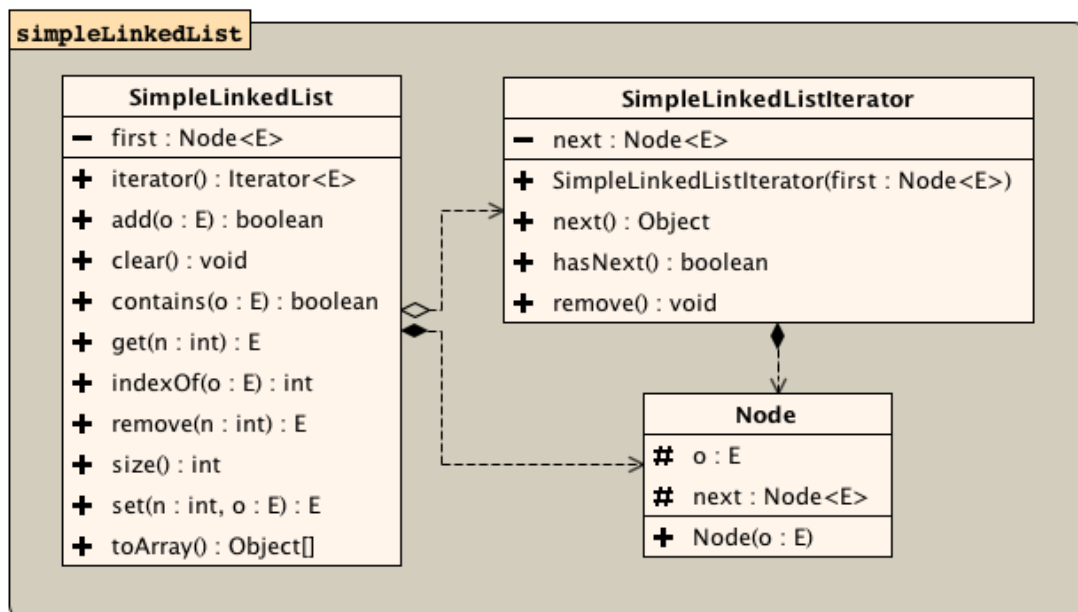 simpleLinkedList
SimpleLinkedList
− first : Node<E>
+ iterator() : Iterator<E>
+ add(o : E) : boolean
+ clear() : void
+ contains(o : E) : boolean
+ get(n : int) : E
+ indexOf(o : E) : int
+ remove(n : int) : E
+ size() : int
+ set(n : int, o : E) : E
+ toArray() : Object[]
SimpleLinkedListIterator
− next : Node<E>
+ SimpleLinkedListIterator(first : Node<E>)
+ next() : Object
+ hasNext() : boolean
+ remove() : void
Node
# o : E
# next : Node<E>
+ Node(o : E)